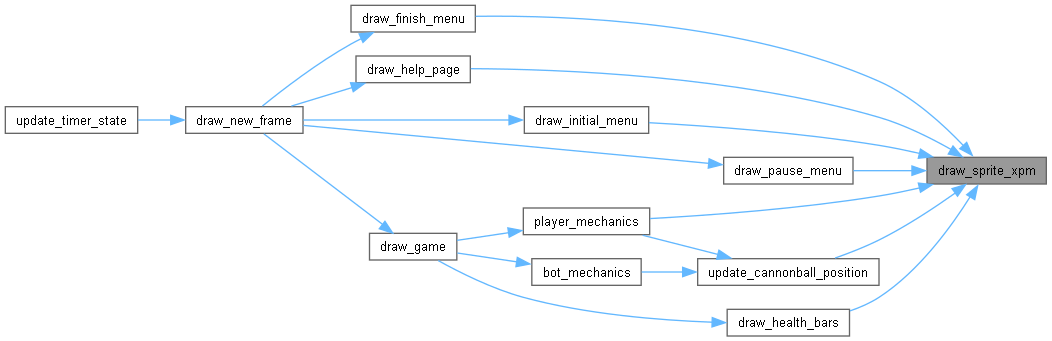 draw_finish_menu
draw_help_page
update_timer_state
draw_new_frame
draw_initial_menu
draw_pause_menu
draw_sprite_xpm
player_mechanics
draw_game
bot_mechanics
update_cannonball_position
draw_health_bars